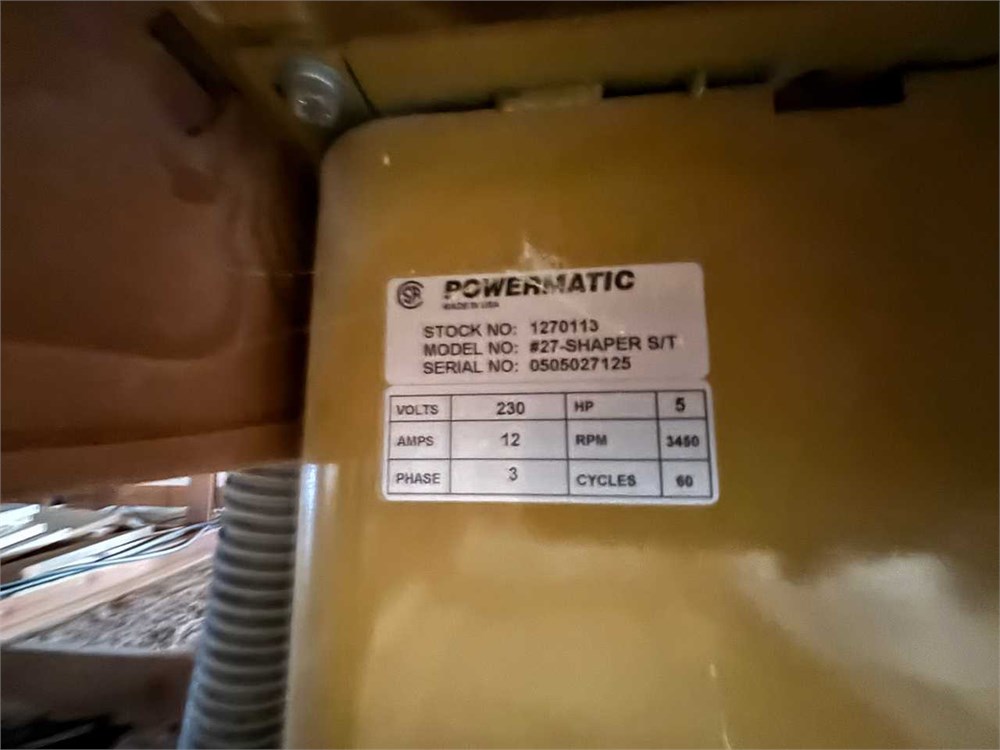 SA POWERMATIC
MADE IN USA
STOCK NO: 1270113
MODEL NO: #27-SHAPER S/T
SERIAL NO: 0505027125
VOLTS 230 HP 5
AMPS 12 RPM 3450
PHASE 3 CYCLES 60